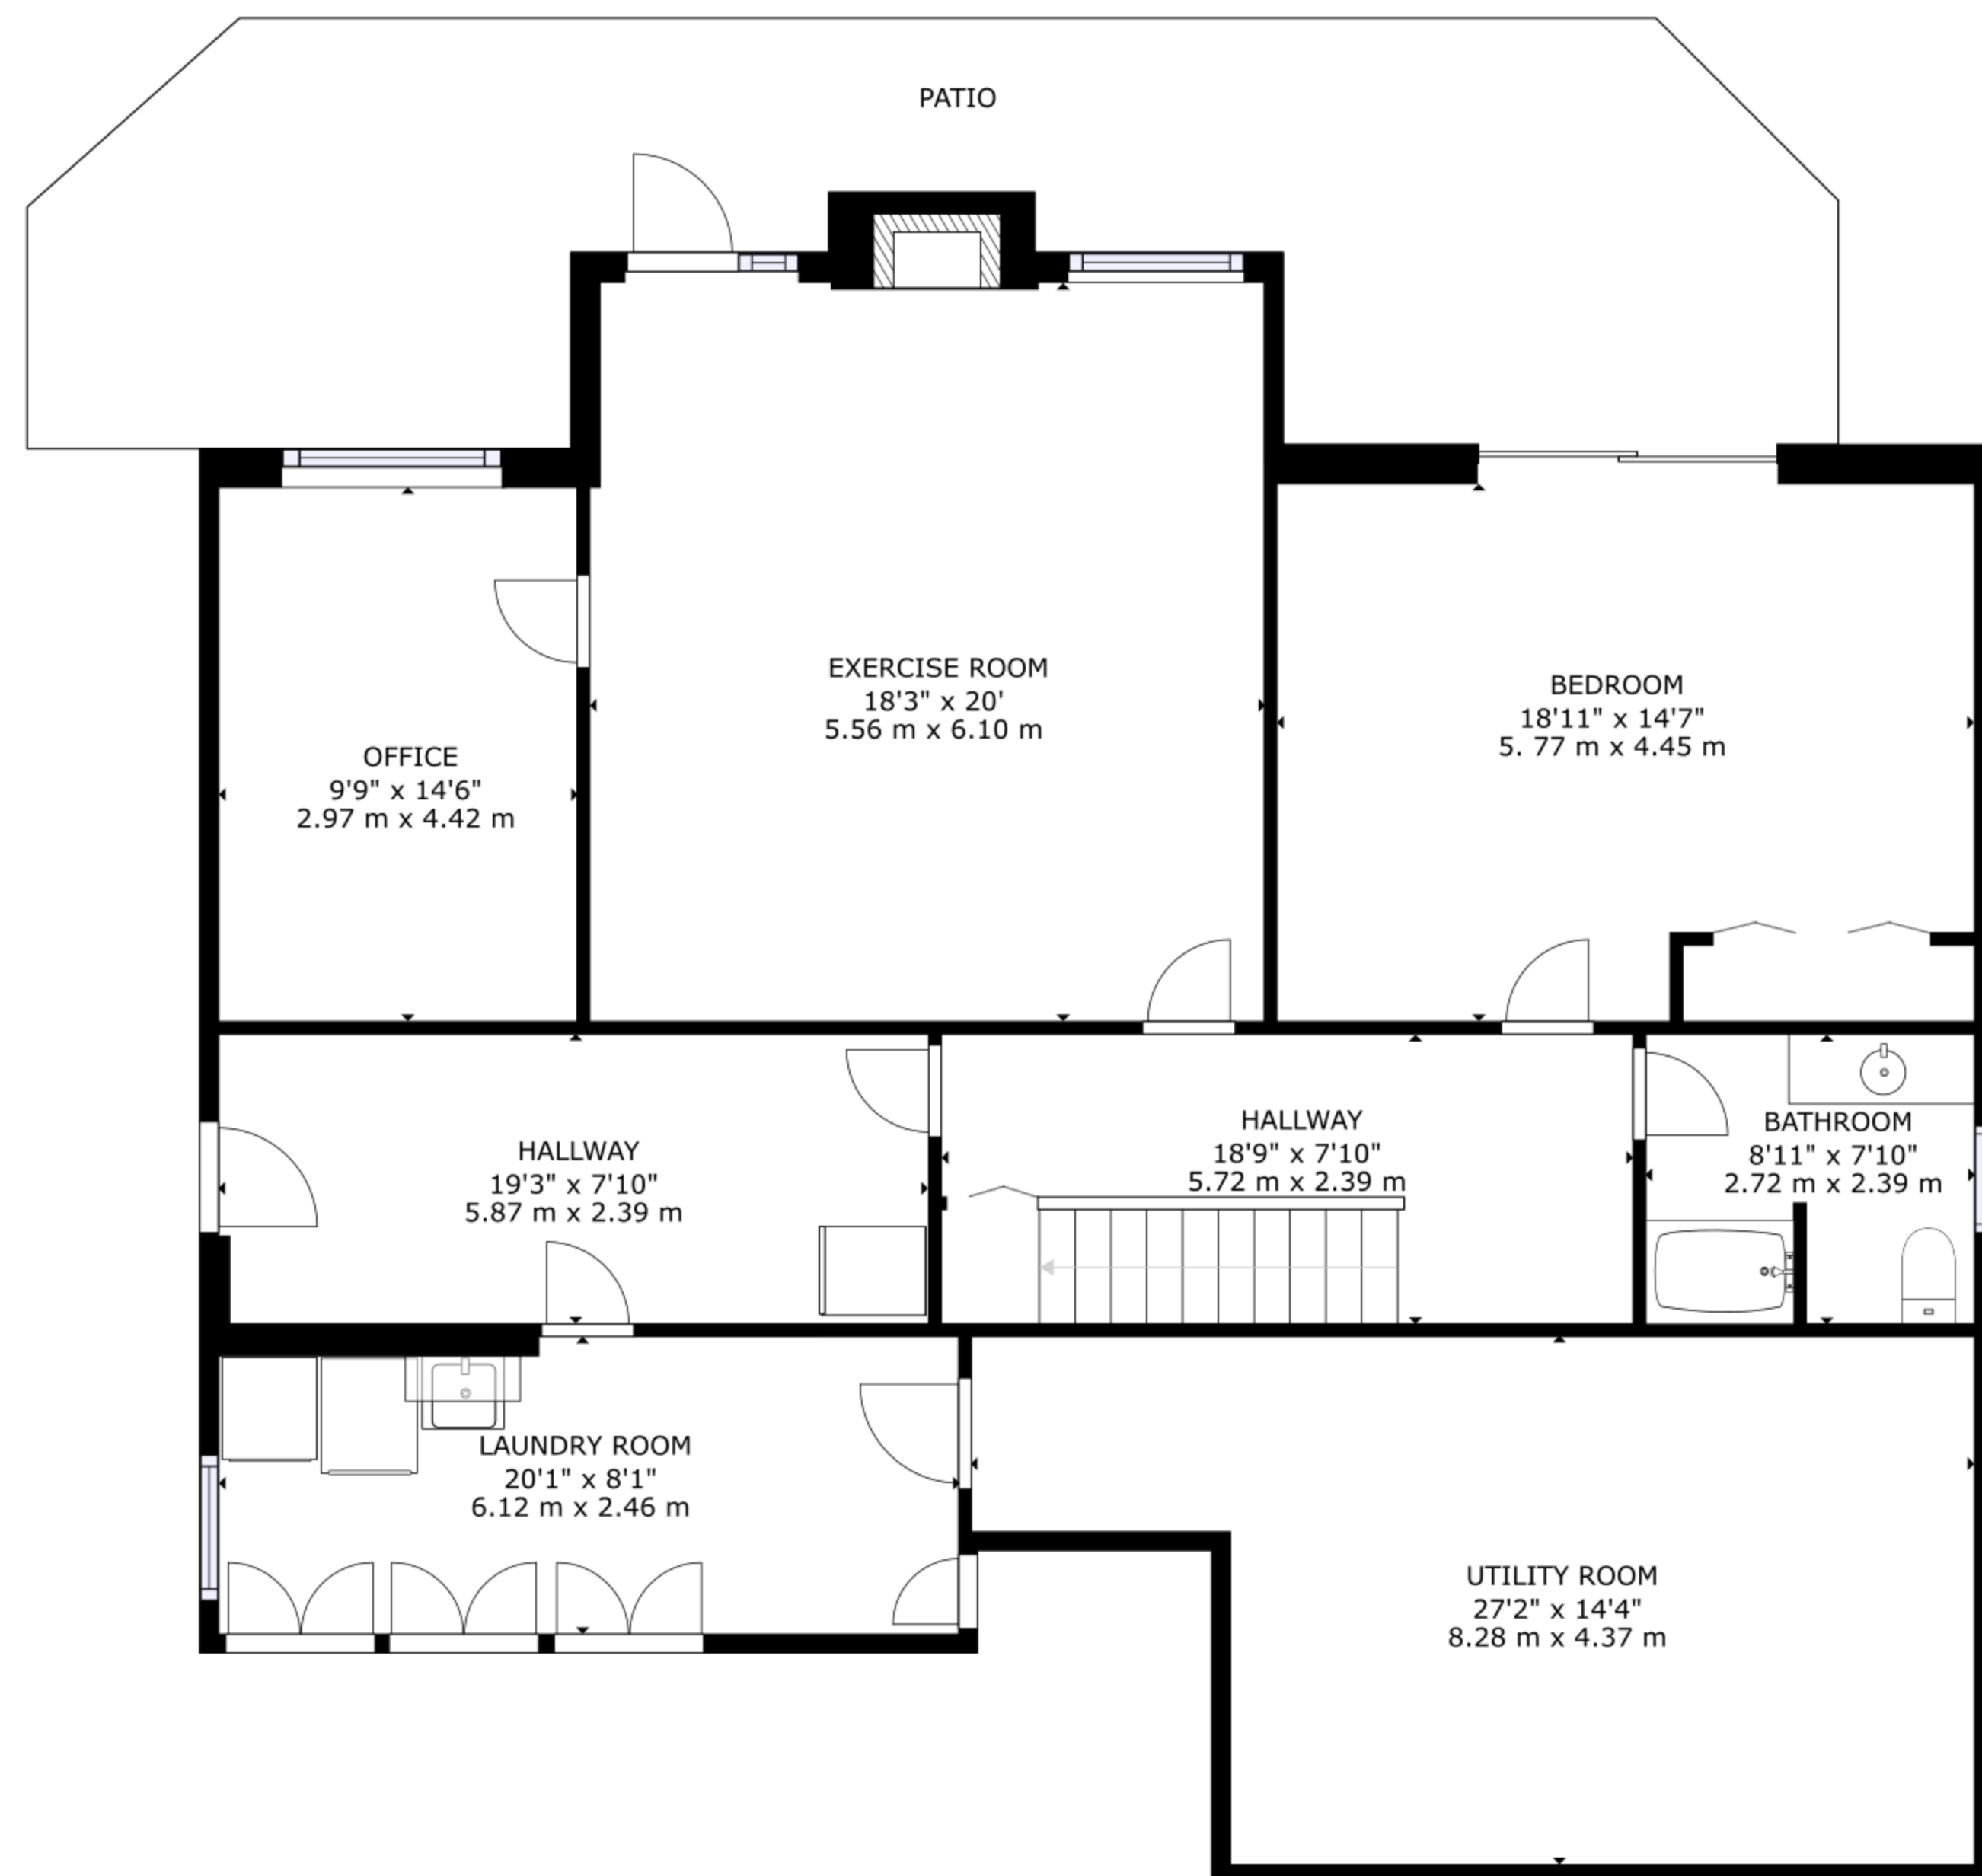 PATIO
EXERCISE ROOM
18'3" x 20'
5.56 m x 6.10 m
BEDROOM
18'11" x 14'7"
5. 77 m x 4.45 m
OFFICE
9'9" x 14'6"
2.97 m x 4.42 m
HALLWAY
19'3" x 7'10"
5.87 m x 2.39 m
HALLWAY
18'9" x 7'10"
5.72 m x 2.39 m
BATHROOM
8'11" x 7'10"
2.72 m x 2.39 m
LAUNDRY ROOM
20'1" x 8'1"
6.12 m x 2.46 m
UTILITY ROOM
27'2" x 14'4"
8.28 m x 4.37 m